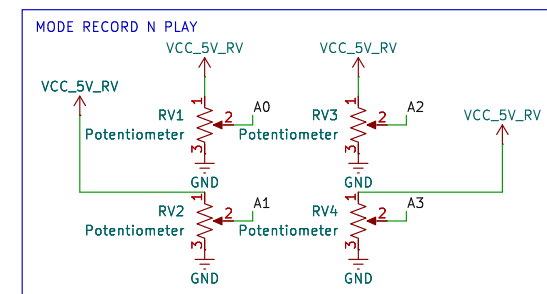 MODE RECORD N PLAY
VCC_5V_RV
VCC_5V_RV
VCC_5V_RV
VCC_5V_RV
1
RV1
Potentiometer
2
A0
3
GND
1
RV3
Potentiometer
2
A2
3
GND
1
RV2
Potentiometer
2
A1
3
GND
1
RV4
Potentiometer
2
A3
3
GND